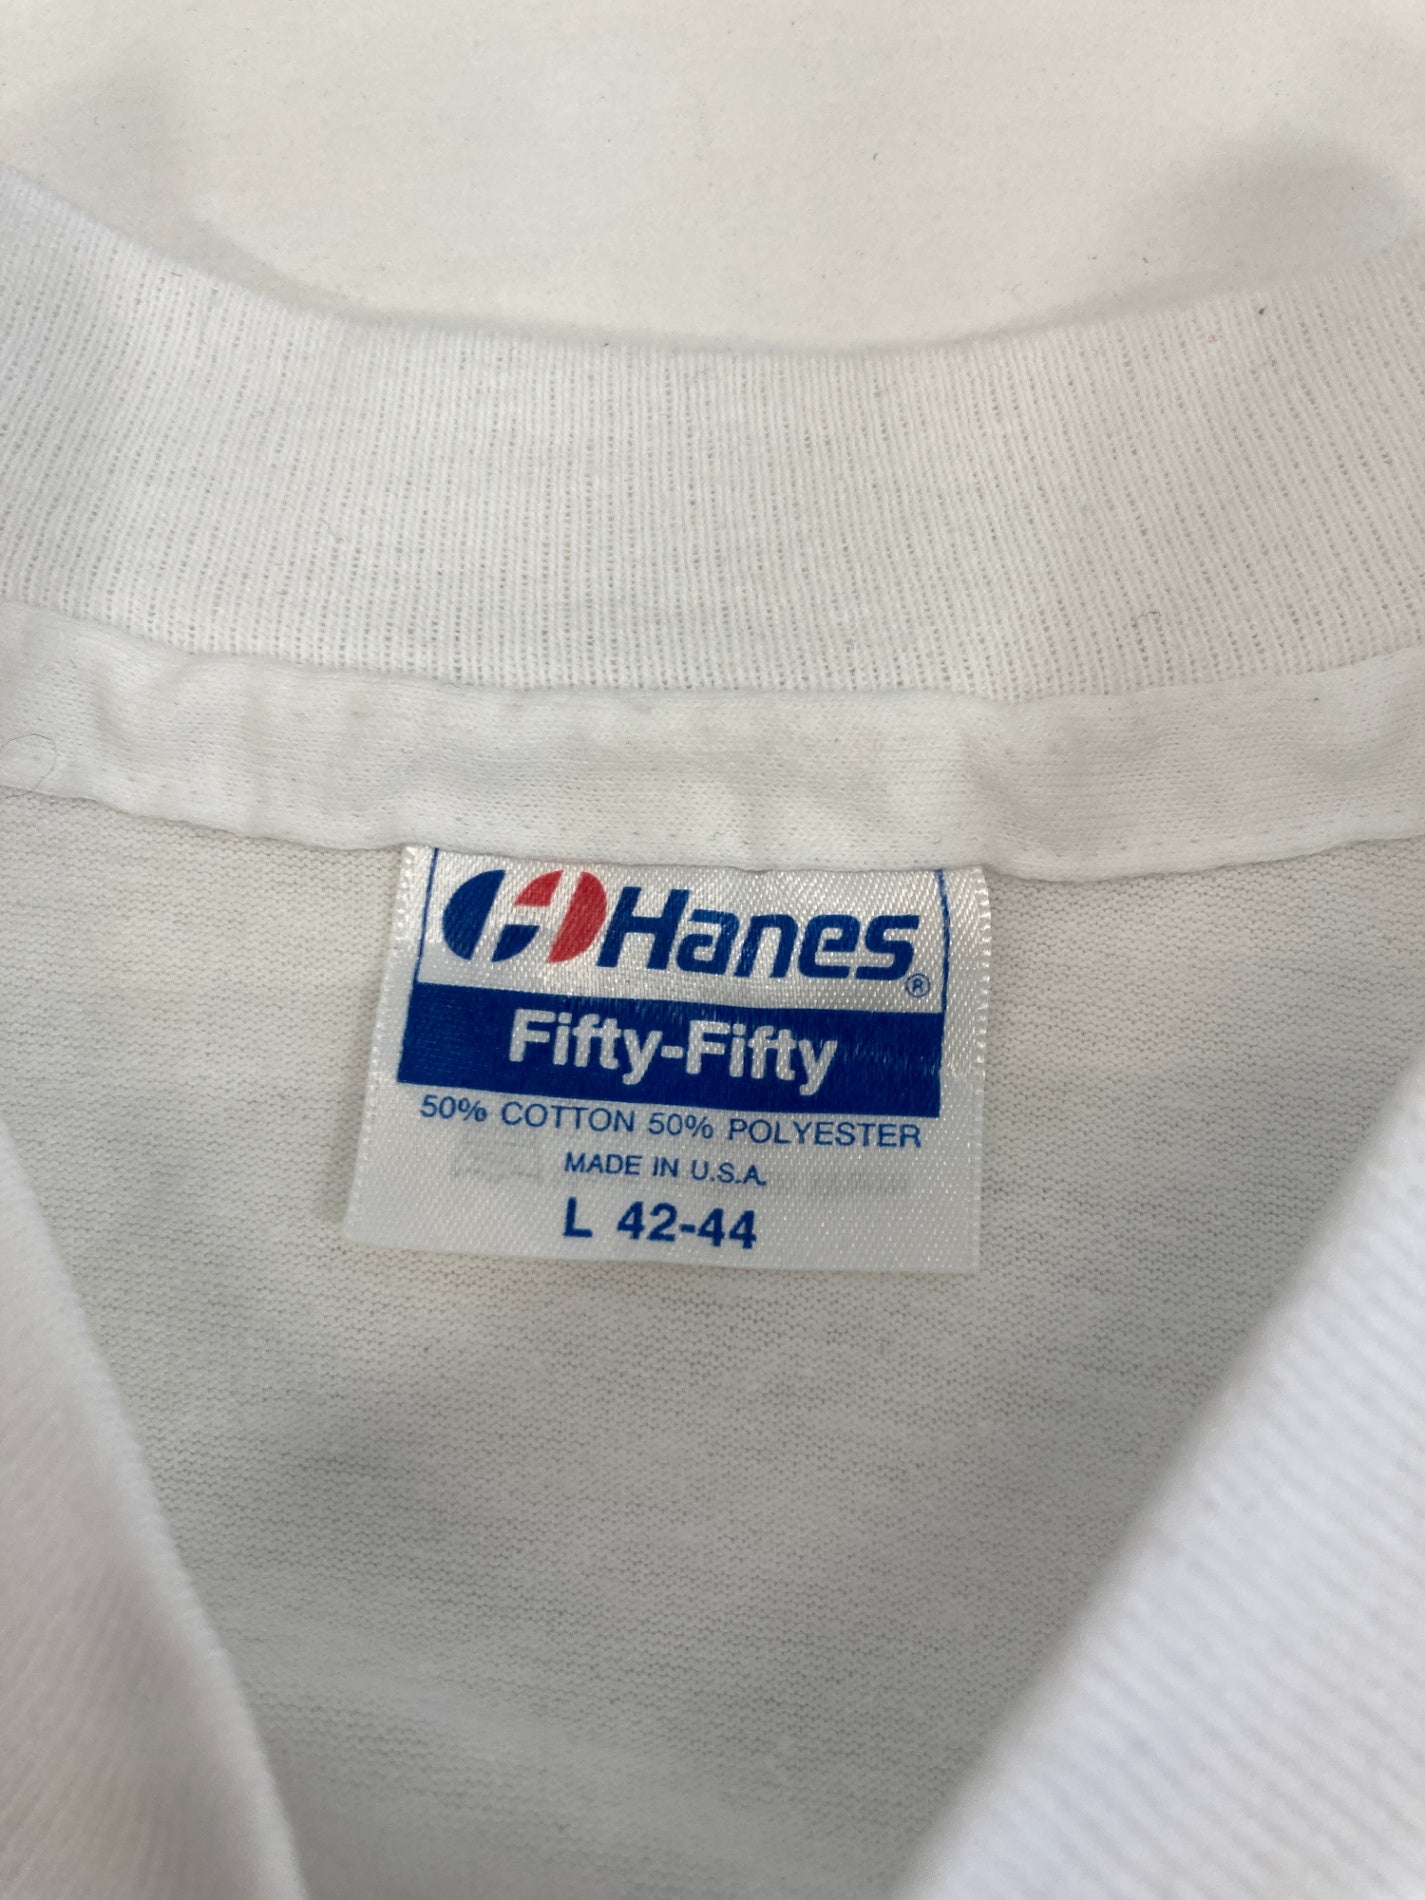 Hanes®
Fifty-Fifty
50% COTTON 50% POLYESTER
MADE IN U.S.A.
L 42-44